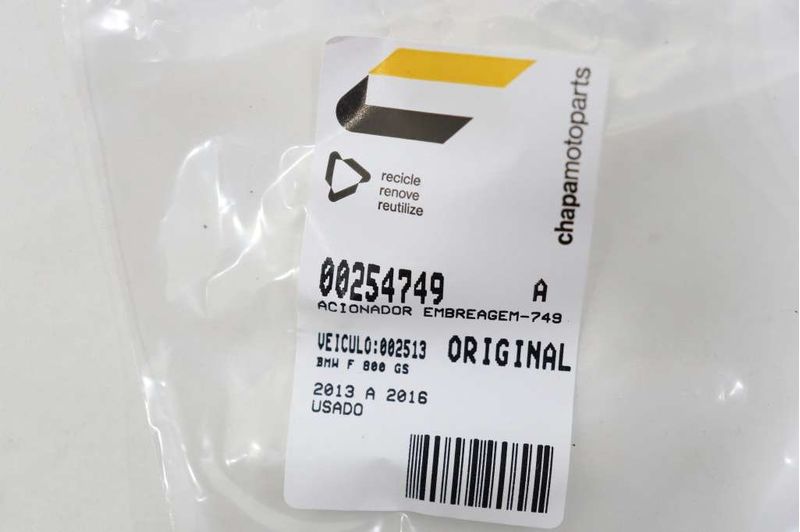 chapamotoparts
recicle
renove
reutilize
00254749 A
ACIONADOR EMBREAGEM-749
VEICULO:002513 ORIGINAL
BMW F 800 GS
2013 A 2016
USADO